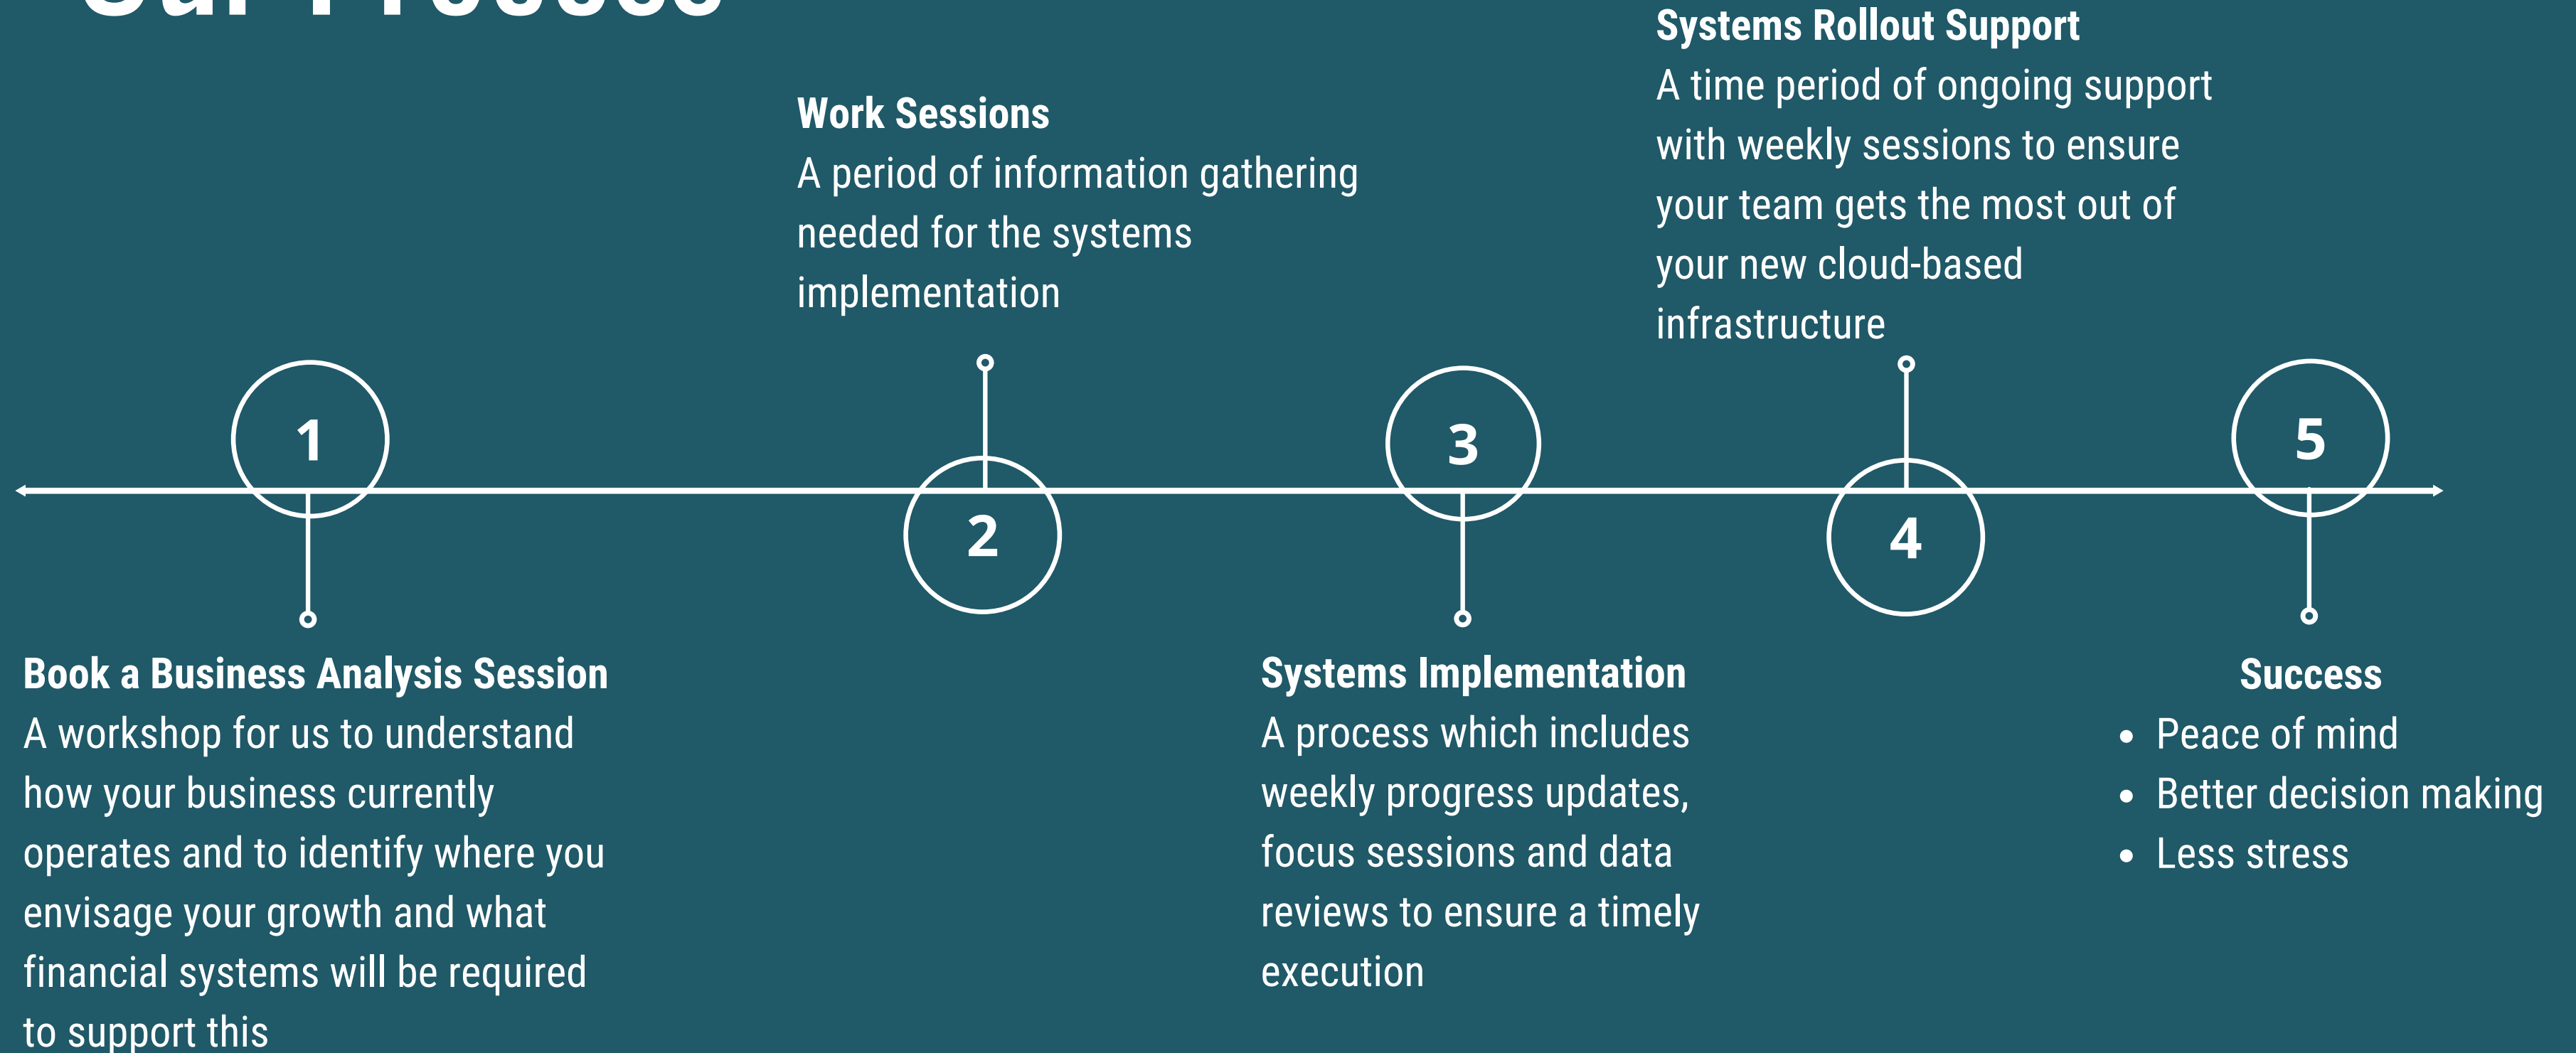 Our Process
Systems Rollout Support
A time period of ongoing support
with weekly sessions to ensure
your team gets the most out of
your new cloud-based
infrastructure
Work Sessions
A period of information gathering
needed for the systems
implementation
1
2
3
4
5
Book a Business Analysis Session
A workshop for us to understand
how your business currently
operates and to identify where you
envisage your growth and what
financial systems will be required
to support this
Systems Implementation
A process which includes
weekly progress updates,
focus sessions and data
reviews to ensure a timely
execution
Success
• Peace of mind
• Better decision making
• Less stress